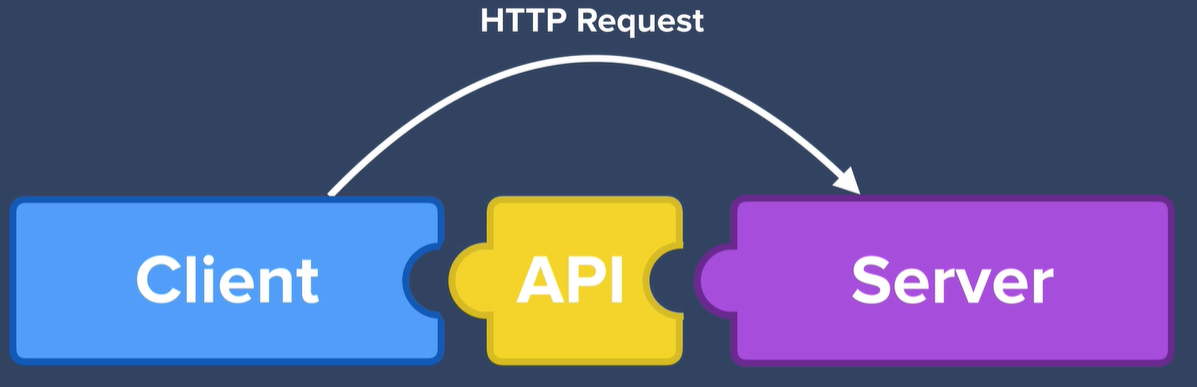 HTTP Request
Client
API
Server